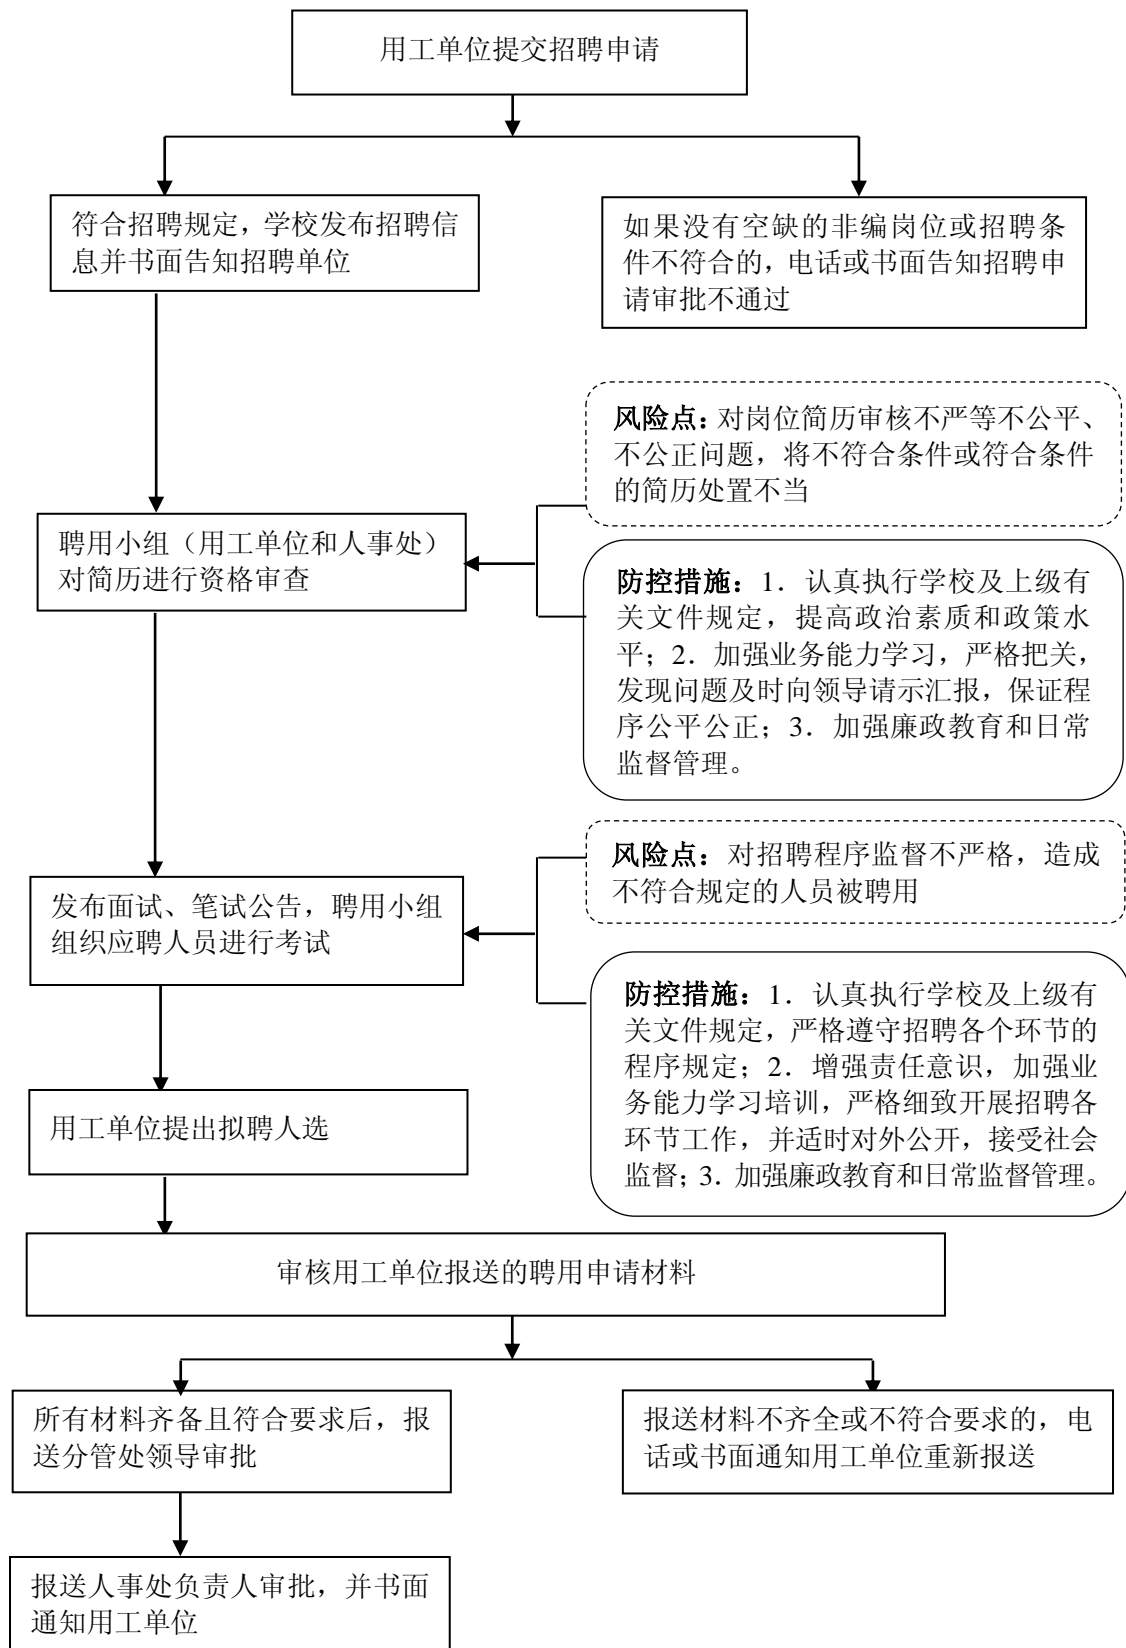 用工单位提交招聘申请
符合招聘规定，学校发布招聘信
息并书面告知招聘单位
如果没有空缺的非编岗位或招聘条
件不符合的，电话或书面告知招聘申
请审批不通过
风险点：对岗位简历审核不严等不公平、
不公正问题，将不符合条件或符合条件
的简历处置不当
聘用小组（用工单位和人事处）
对简历进行资格审查
防控措施：1．认真执行学校及上级有
关文件规定，提高政治素质和政策水
平；2．加强业务能力学习，严格把关，
发现问题及时向领导请示汇报，保证程
序公平公正；3．加强廉政教育和日常
监督管理。
风险点：对招聘程序监督不严格，造成
不符合规定的人员被聘用
发布面试、笔试公告，聘用小组
组织应聘人员进行考试
防控措施：1．认真执行学校及上级有
关文件规定，严格遵守招聘各个环节的
程序规定；2．增强责任意识，加强业
务能力学习培训，严格细致开展招聘各
环节工作，并适时对外公开，接受社会
监督；3．加强廉政教育和日常监督管理。
用工单位提出拟聘人选
审核用工单位报送的聘用申请材料
所有材料齐备且符合要求后，报
送分管处领导审批
报送材料不齐全或不符合要求的，电
话或书面通知用工单位重新报送
报送人事处负责人审批，并书面
通知用工单位